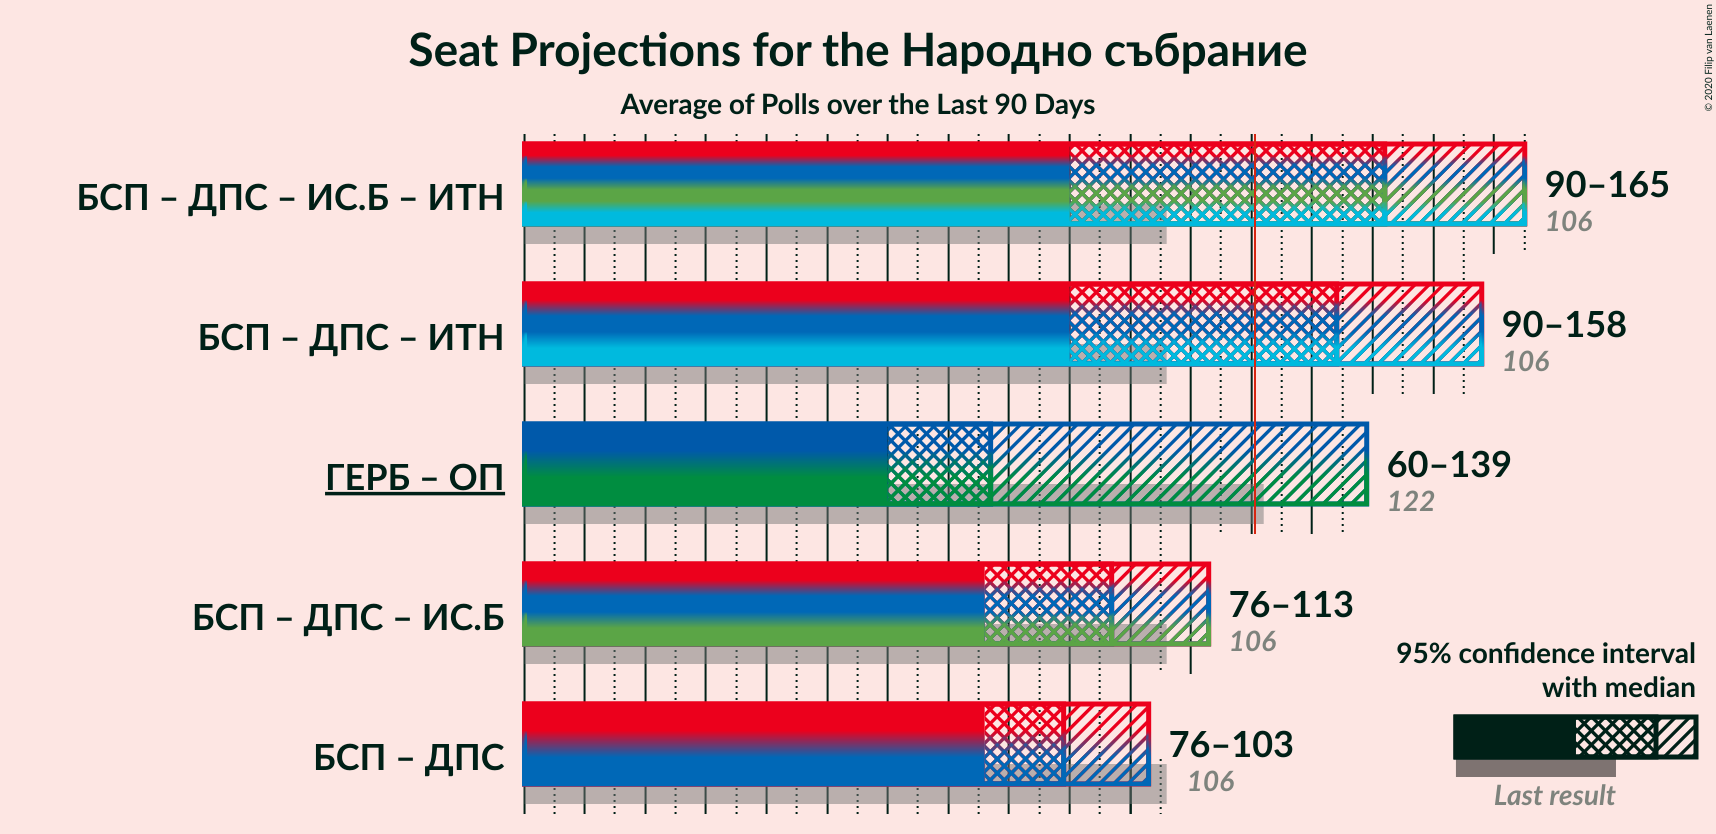 Seat Projections for the Народно събрание
Average of Polls over the Last 90 Days
© 2020 Filip van Laenen
БСП – ДПС – ИС.Б – ИТН
90–165
106
БСП – ДПС – ИТН
90–158
106
ГЕРБ – ОП
60–139
122
БСП – ДПС – ИС.Б
76–113
106
БСП – ДПС
76–103
106
95% confidence interval
with median
Last result